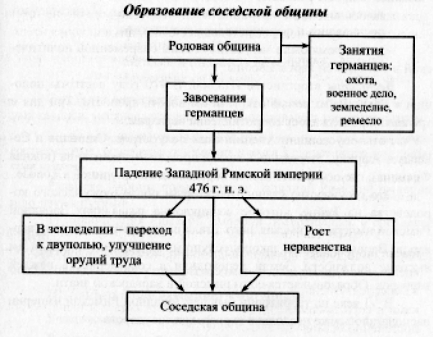 Образование соседской общины
Родовая община
Занятия
германцев:
охота,
военное дело,
земледелие,
ремесло
Завоевания
германцев
Падение Западной Римской империи
476 г. н. э.
В земледелии – переход
к двуполью, улучшение
орудий труда
Рост
неравенства
Соседская община